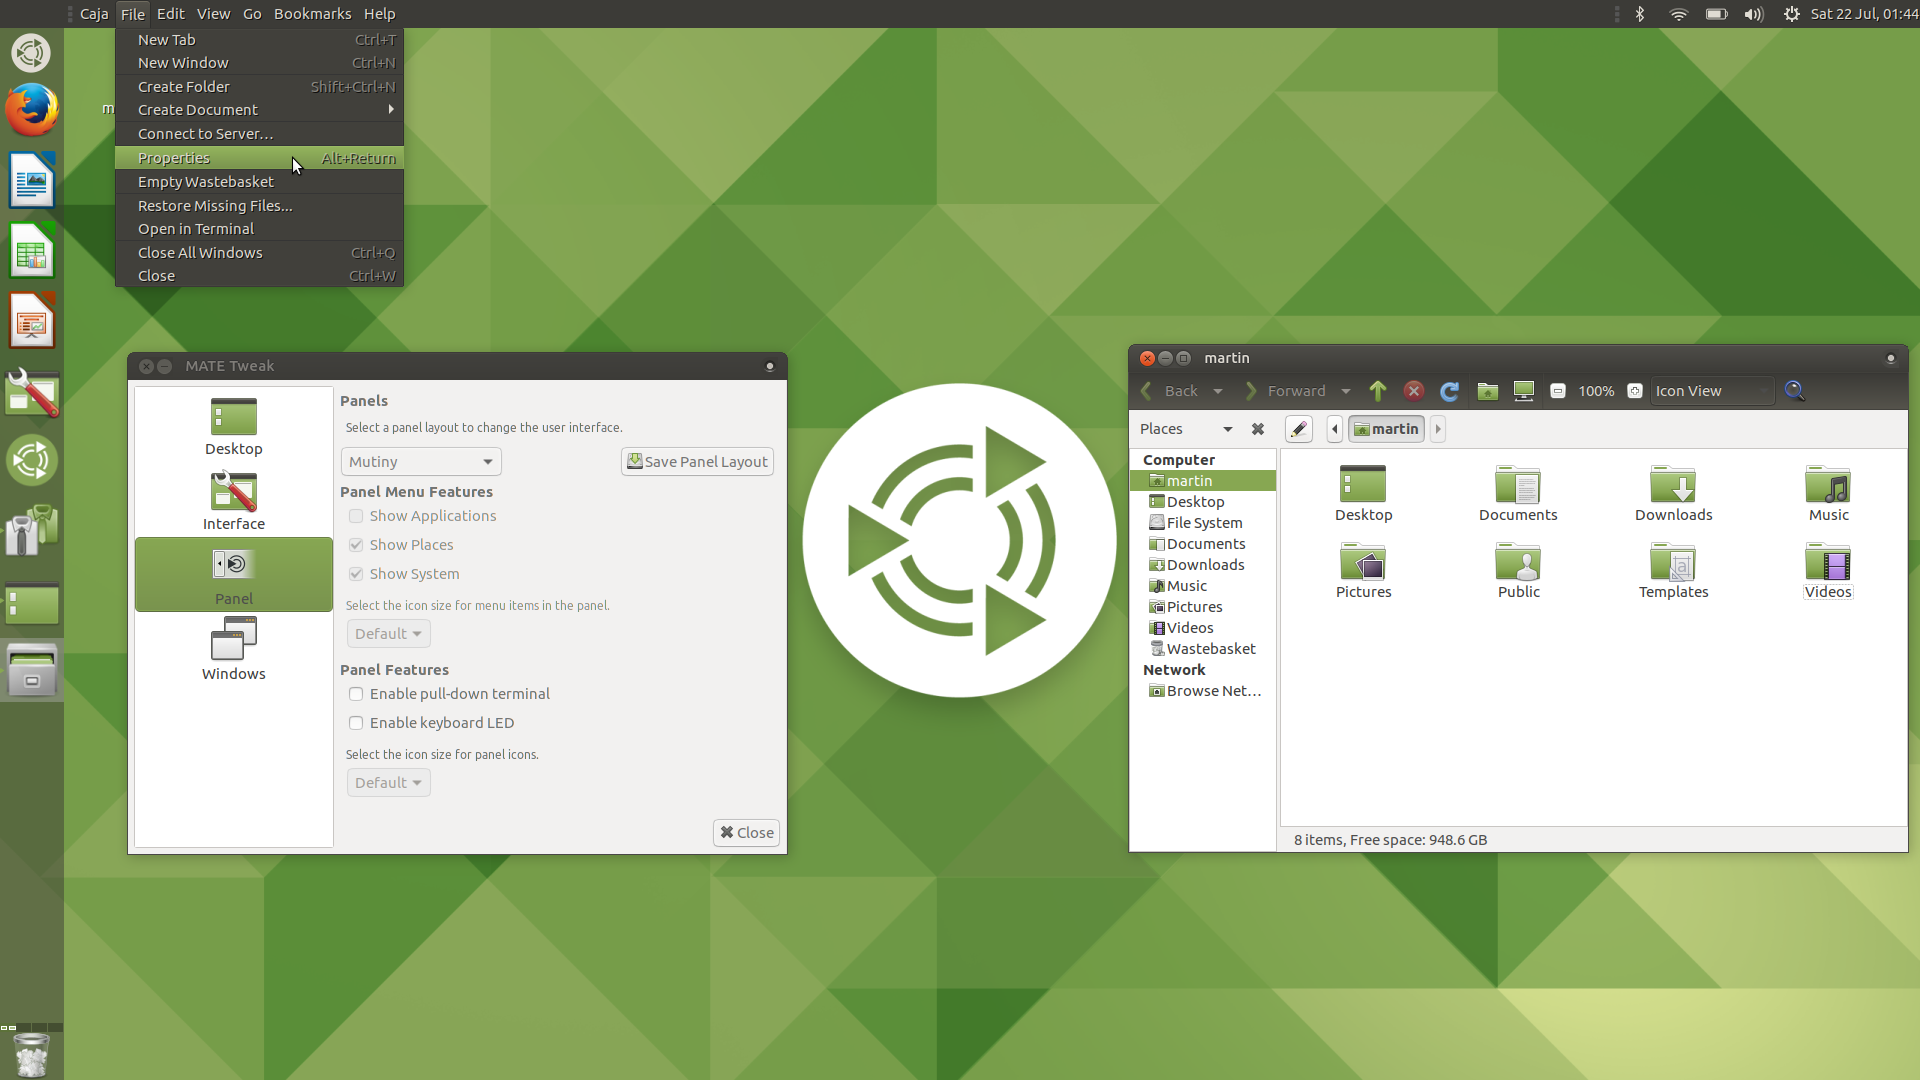 Caja File Edit View Go Bookmarks Help
Sat 22 Jul, 01:44
New Tab Ctrl+T
New Window Ctrl+N
Create Folder Shift+Ctrl+N
Create Document
Connect to Server…
Properties Alt+Return
Empty Wastebasket
Restore Missing Files...
Open in Terminal
Close All Windows Ctrl+Q
Close Ctrl+W
m
MATE Tweak
Desktop
Interface
Panel
Windows
Panels
Select a panel layout to change the user interface.
Mutiny
Save Panel Layout
Panel Menu Features
Show Applications
Show Places
Show System
Select the icon size for menu items in the panel.
Default
Panel Features
Enable pull-down terminal
Enable keyboard LED
Select the icon size for panel icons.
Default
Close
martin
Back Forward 100% Icon View
Places martin
Computer
martin
Desktop
File System
Documents
Downloads
Music
Pictures
Videos
Wastebasket
Network
Browse Net…
Desktop Documents Downloads Music
Pictures Public Templates Videos
8 items, Free space: 948.6 GB